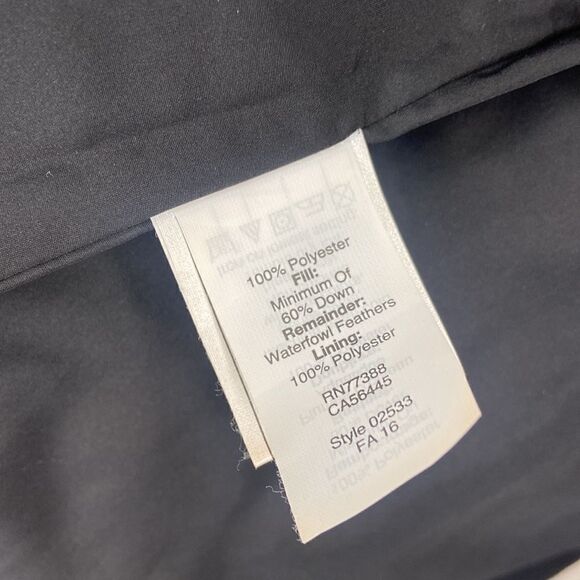 100% Polyester
Fill:
Minimum Of
60% Down
Remainder:
Waterfowl Feathers
Lining:
100% Polyester
RN77388
CA56445
Style 02533
FA 16